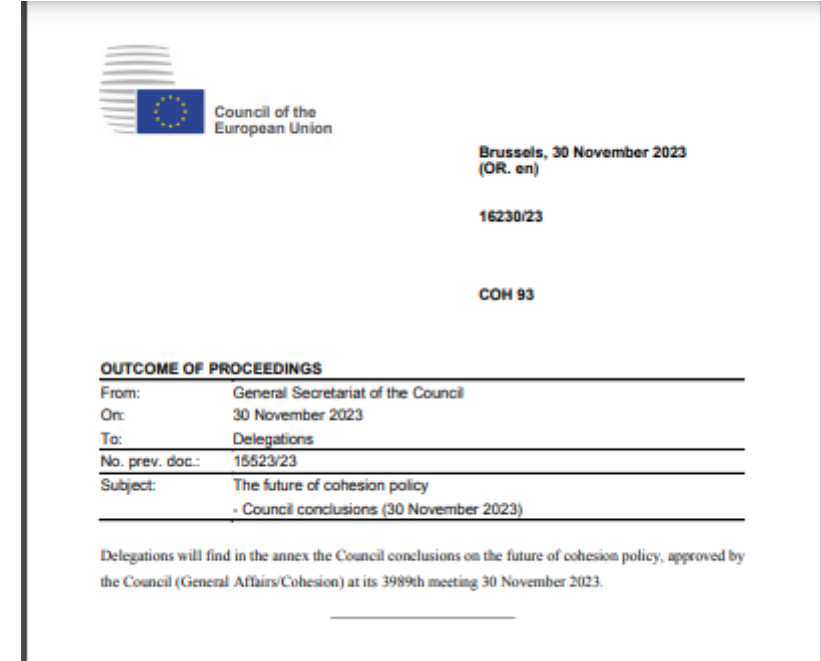 Council of the
European Union
Brussels, 30 November 2023
(OR. en)
16230/23
COH 93
OUTCOME OF PROCEEDINGS
From: General Secretariat of the Council
On: 30 November 2023
To: Delegations
No. prev. doc.: 15523/23
Subject: The future of cohesion policy
- Council conclusions (30 November 2023)
Delegations will find in the annex the Council conclusions on the future of cohesion policy, approved by
the Council (General Affairs/Cohesion) at its 3989th meeting 30 November 2023.